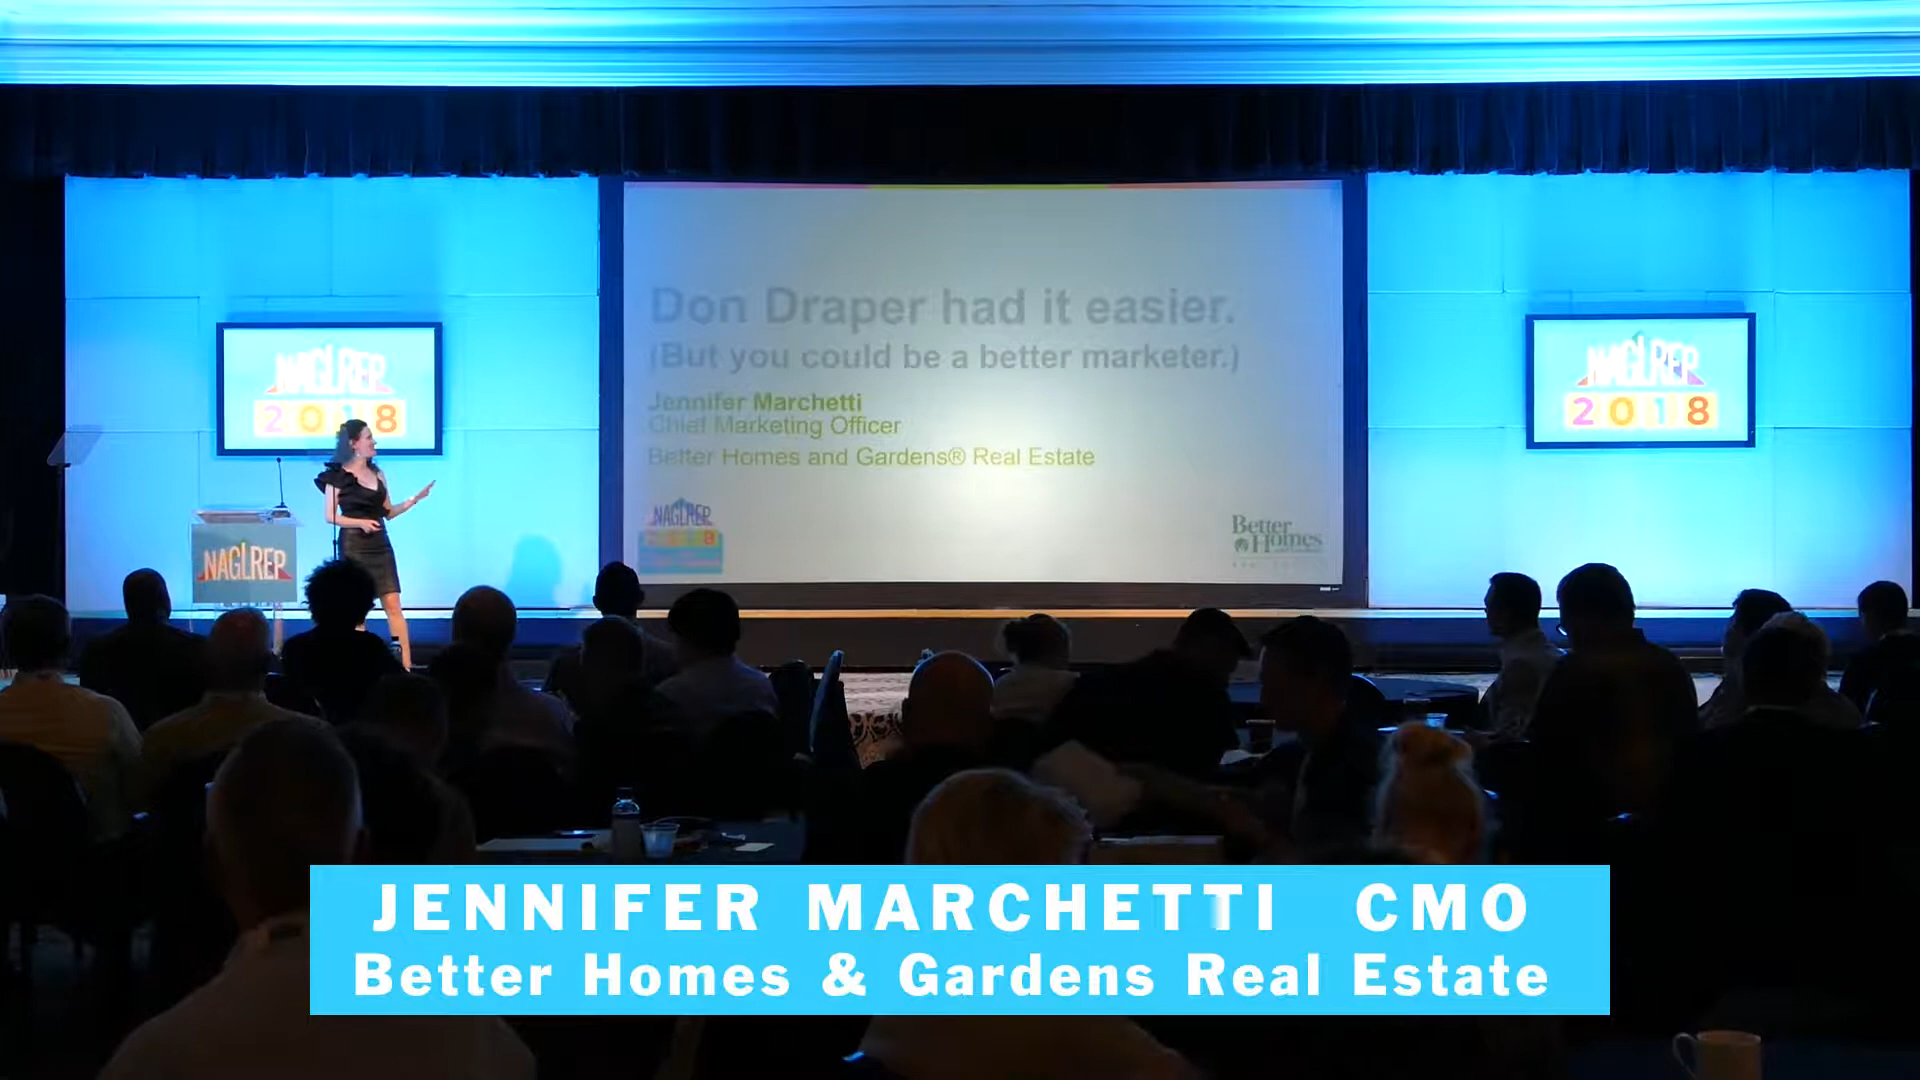 NAGLREP
2018
NAGLREP
Don Draper had it easier.
(But you could be a better marketer.)
Jennifer Marchetti
Chief Marketing Officer
Better Homes and Gardens® Real Estate
NAGLREP
2018
Better
Homes
NAGLREP
2018
JENNIFER MARCHETTI CMO
Better Homes & Gardens Real Estate